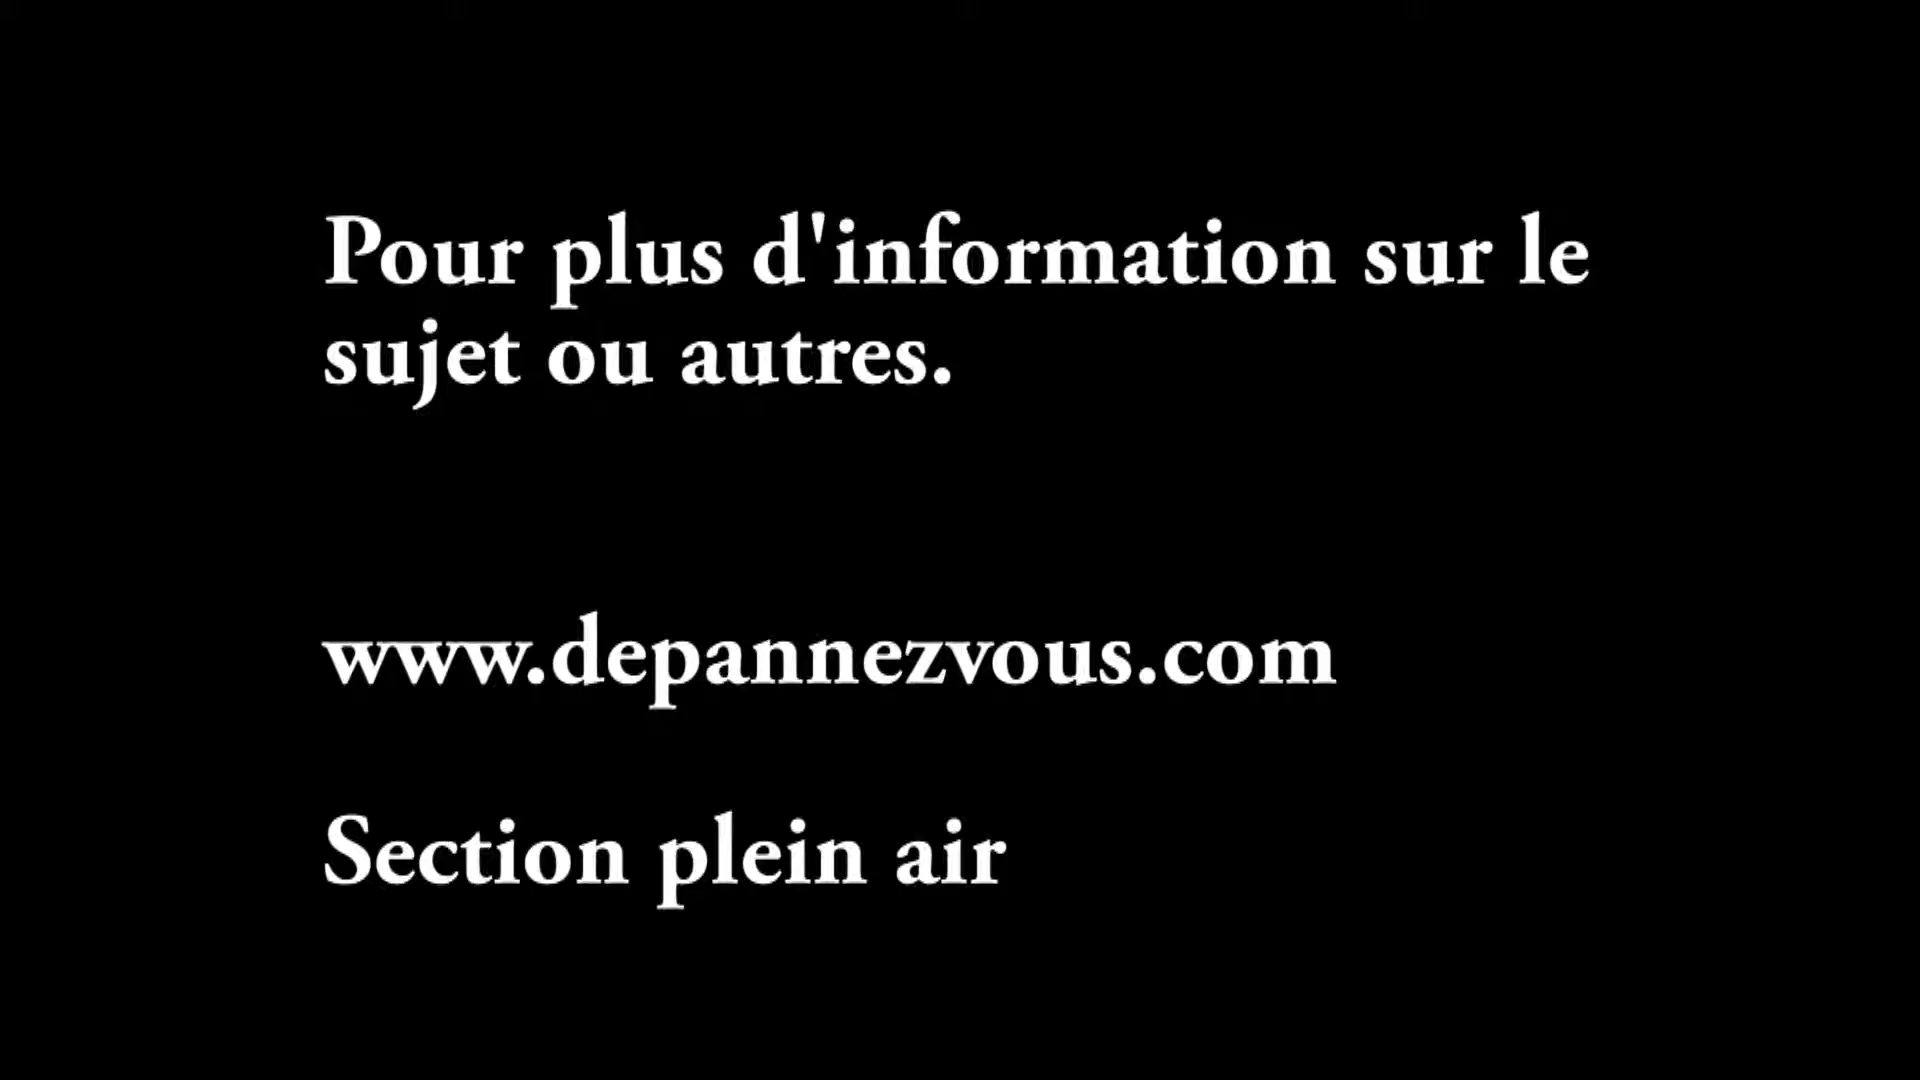 Pour plus d'information sur le
sujet ou autres.
www.depannezvous.com
Section plein air